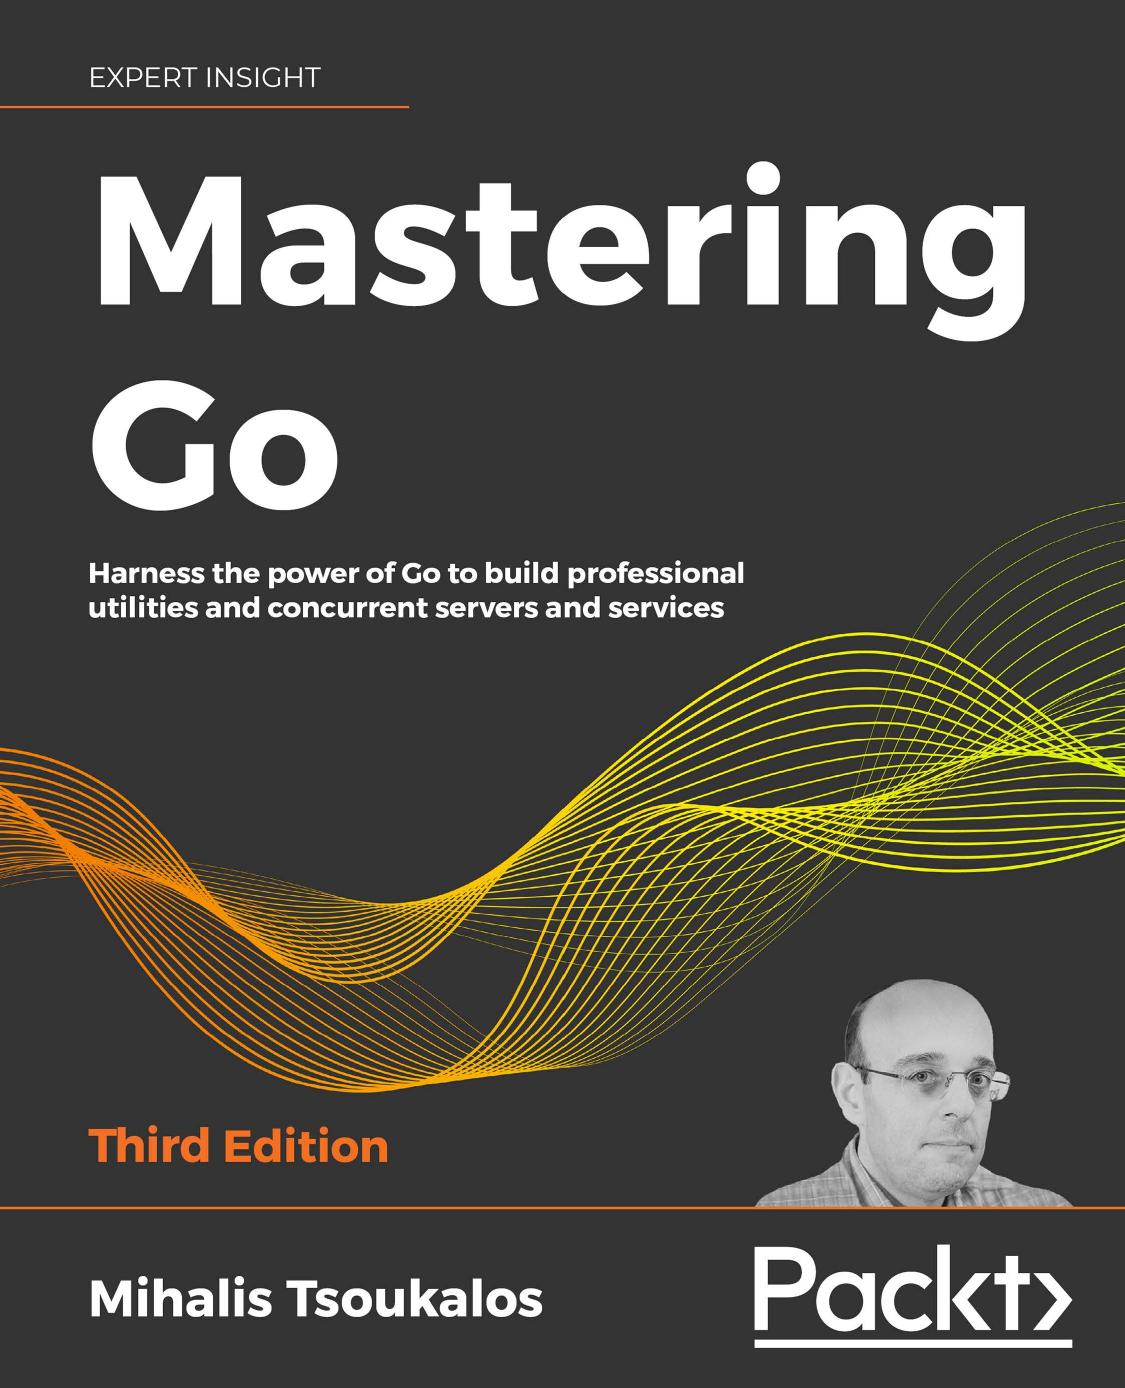 EXPERT INSIGHT
Mastering
Go
Harness the power of Go to build professional
utilities and concurrent servers and services
Third Edition
Mihalis Tsoukalos
Packt>